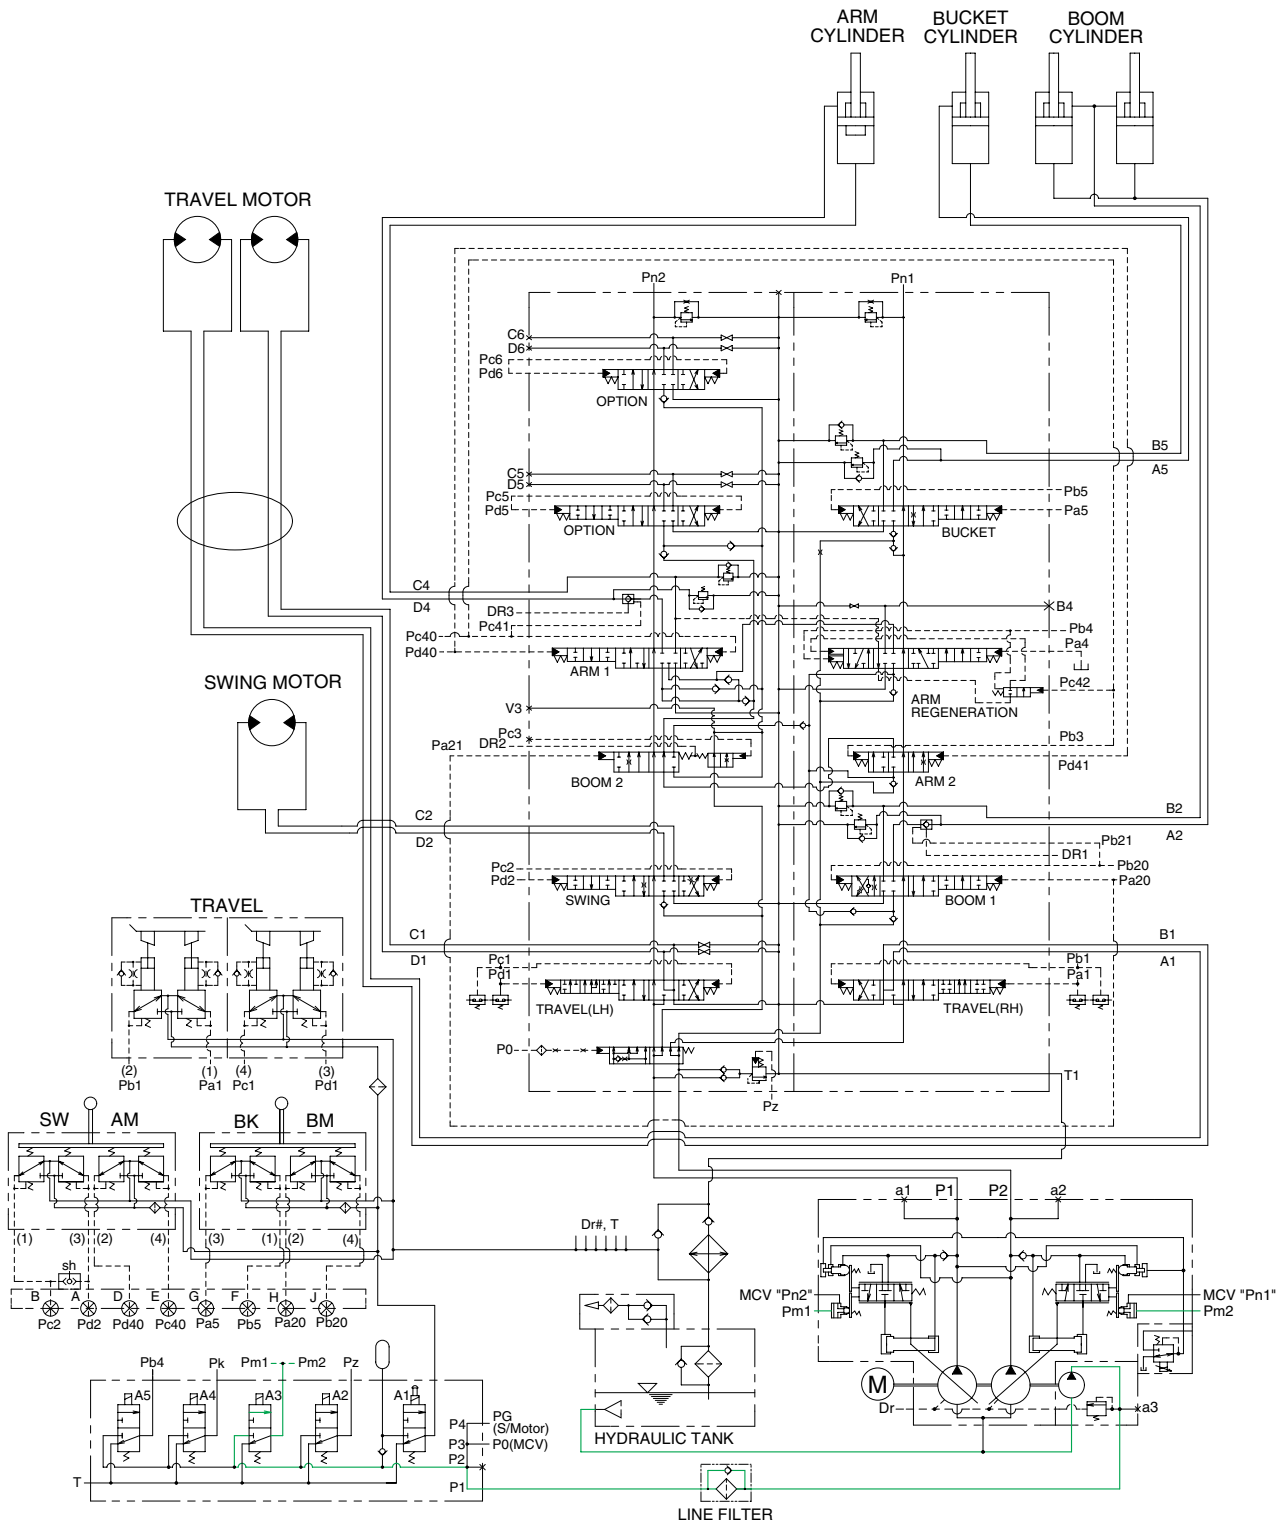 ARM
CYLINDER
BUCKET
CYLINDER
BOOM
CYLINDER
TRAVEL MOTOR
Pn2
Pn1
C6
D6
Pc6
Pd6
OPTION
B5
A5
C5
D5
Pc5
Pd5
OPTION
Pb5
Pa5
BUCKET
C4
D4
DR3
Pc41
Pc40
Pd40
ARM 1
B4
Pb4
Pa4
Pc42
ARM
REGENERATION
SWING MOTOR
V3
Pc3
DR2
Pa21
BOOM 2
Pb3
Pd41
ARM 2
C2
D2
B2
A2
Pb21
DR1
Pc2
Pd2
SWING
Pb20
Pa20
BOOM 1
TRAVEL
C1
D1
B1
A1
Pc1
Pd1
TRAVEL(LH)
Pb1
Pa1
TRAVEL(RH)
P0
T1
Pz
(2)
Pb1
(1)
Pa1
(4)
Pc1
(3)
Pd1
SW
AM
BK
BM
(1)
(3)
(2)
(4)
(3)
(1)
(2)
(4)
sh
B
A
D
E
G
F
H
J
Pc2
Pd2
Pd40
Pc40
Pa5
Pb5
Pa20
Pb20
Dr#, T
a1
P1
P2
a2
MCV "Pn2"
Pm1
MCV "Pn1"
Pm2
M
Dr
a3
HYDRAULIC TANK
Pb4
Pk
Pm1
Pm2
Pz
A5
A4
A3
A2
A1
P4
PG
(S/Motor)
P3
P0(MCV)
P2
T
P1
LINE FILTER